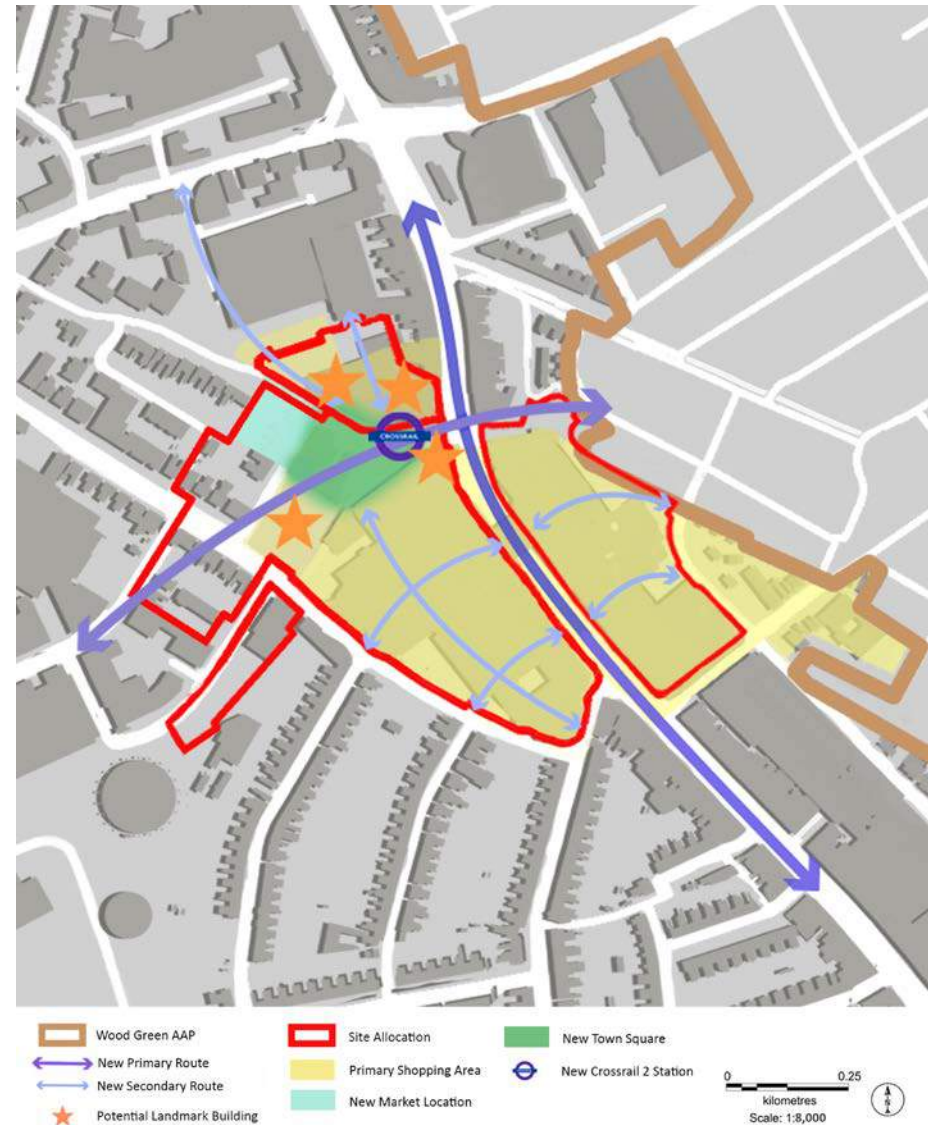 CROSSRAIL
Wood Green AAP
New Primary Route
New Secondary Route
Potential Landmark Building
Site Allocation
Primary Shopping Area
New Market Location
New Town Square
New Crossrail 2 Station
0 0.25
kilometres
Scale: 1:8,000
N